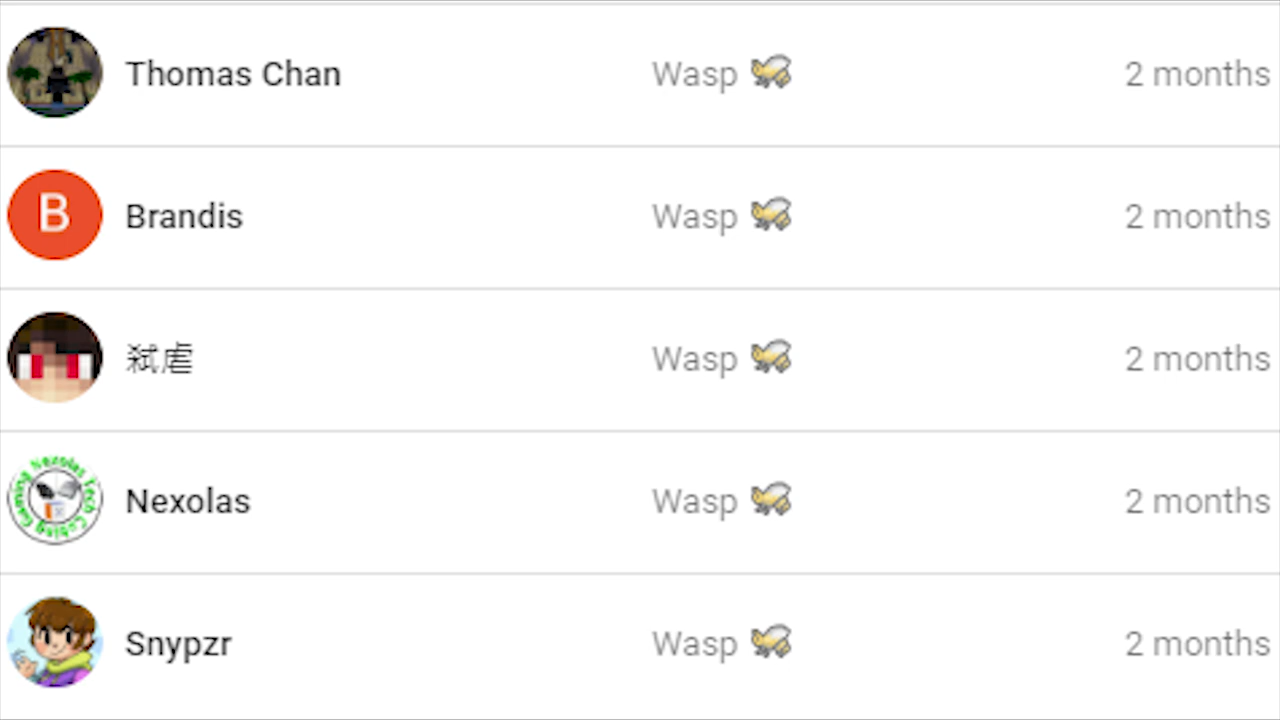 Thomas Chan Wasp 2 months
B Brandis Wasp 2 months
弑虐 Wasp 2 months
Nexolas Wasp 2 months
Snypzr Wasp 2 months